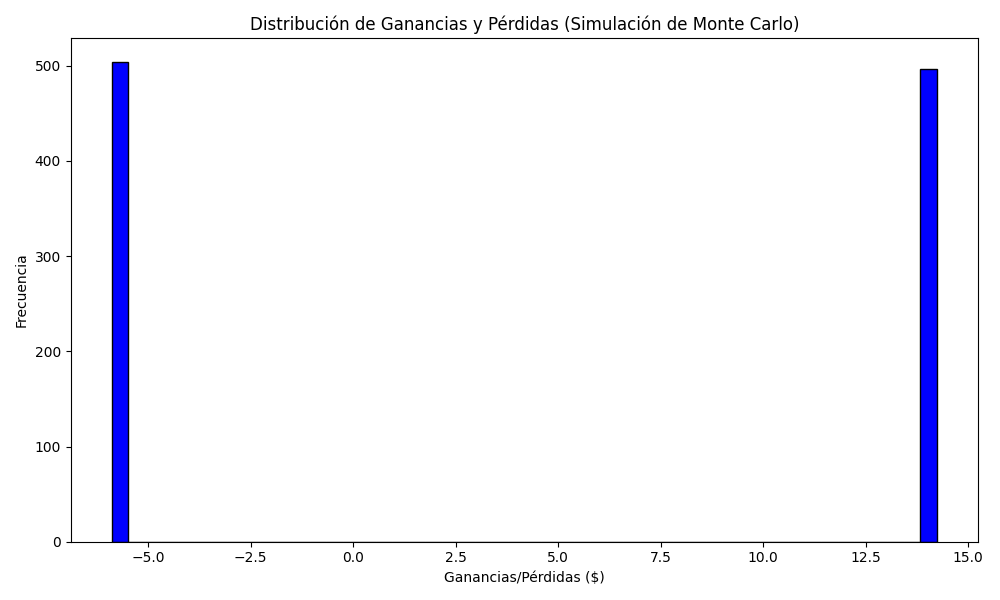 Distribución de Ganancias y Pérdidas (Simulación de Monte Carlo)
500
400
300
200
100
0
Frecuencia
−5.0 −2.5 0.0 2.5 5.0 7.5 10.0 12.5 15.0
Ganancias/Pérdidas ($)